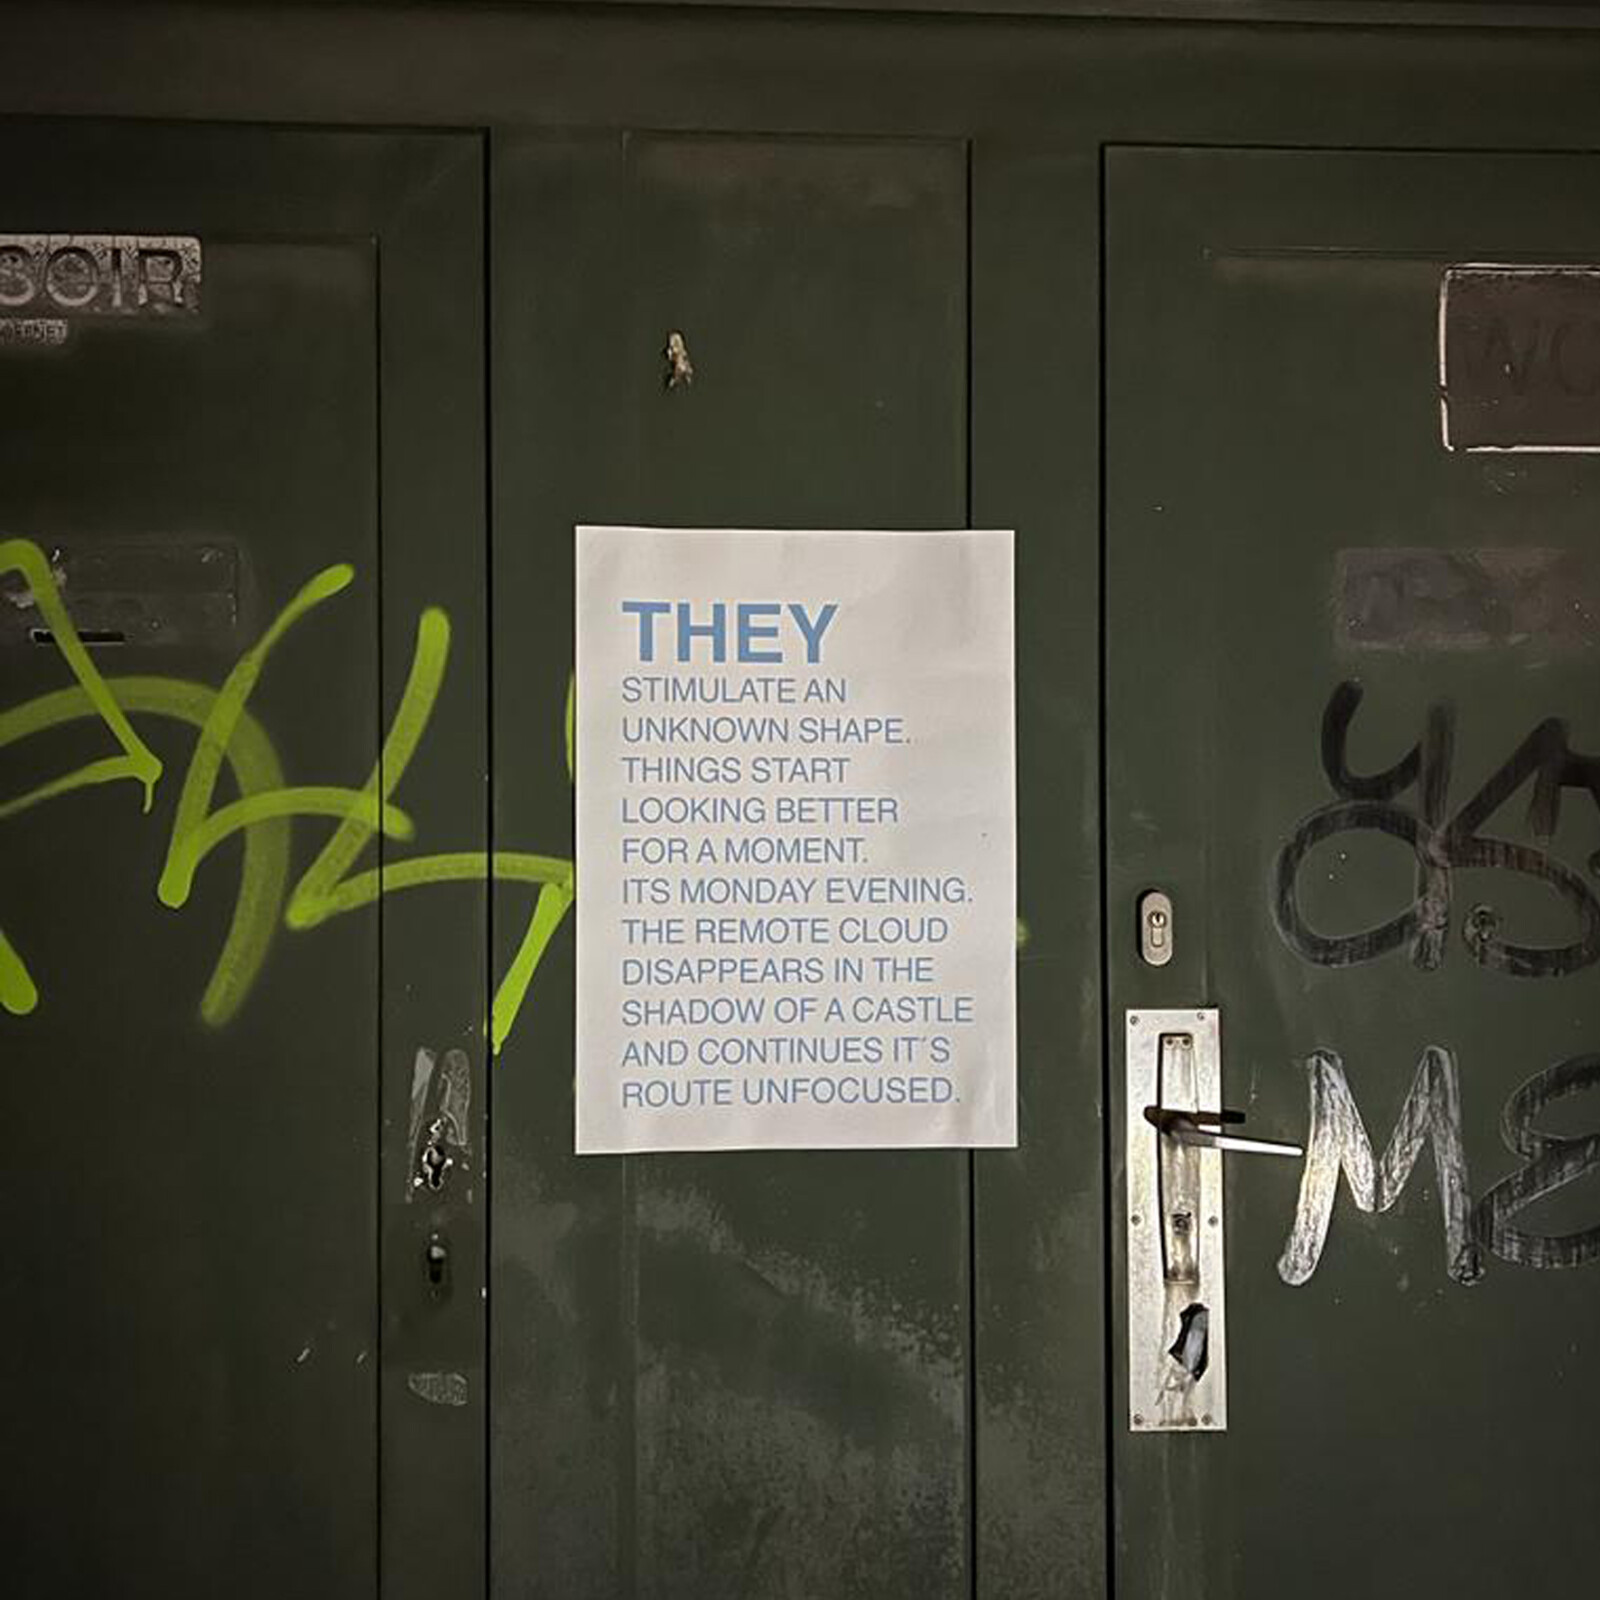 SOIR
THEY
STIMULATE AN
UNKNOWN SHAPE.
THINGS START
LOOKING BETTER
FOR A MOMENT.
ITS MONDAY EVENING.
THE REMOTE CLOUD
DISAPPEARS IN THE
SHADOW OF A CASTLE
AND CONTINUES IT´S
ROUTE UNFOCUSED.